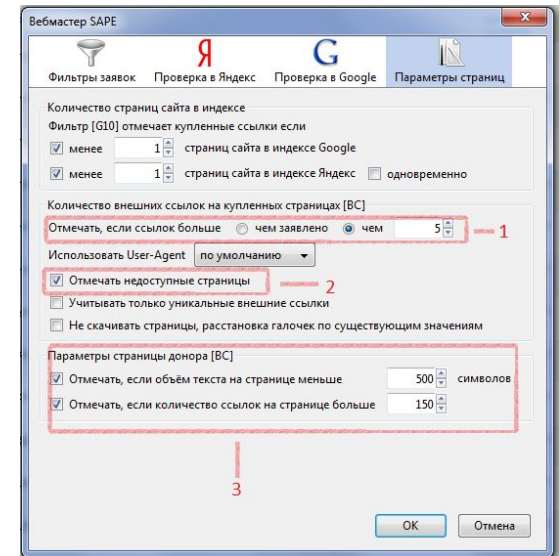 Вебмастер SAPE
Фильтры заявок Проверка в Яндекс Проверка в Google Параметры страниц
Количество страниц сайта в индексе
Фильтр [G10] отмечает купленные ссылки если
менее 1 страниц сайта в индексе Google
менее 1 страниц сайта в индексе Яндекс одновременно
Количество внешних ссылок на купленных страницах [ВС]
Отмечать, если ссылок больше чем заявлено чем 5 1
Использовать User-Agent по умолчанию
Отмечать недоступные страницы 2
Учитывать только уникальные внешние ссылки
Не скачивать страницы, расстановка галочек по существующим значениям
Параметры страницы донора [ВС]
Отмечать, если объём текста на странице меньше 500 символов
Отмечать, если количество ссылок на странице больше 150
3
OK Отмена